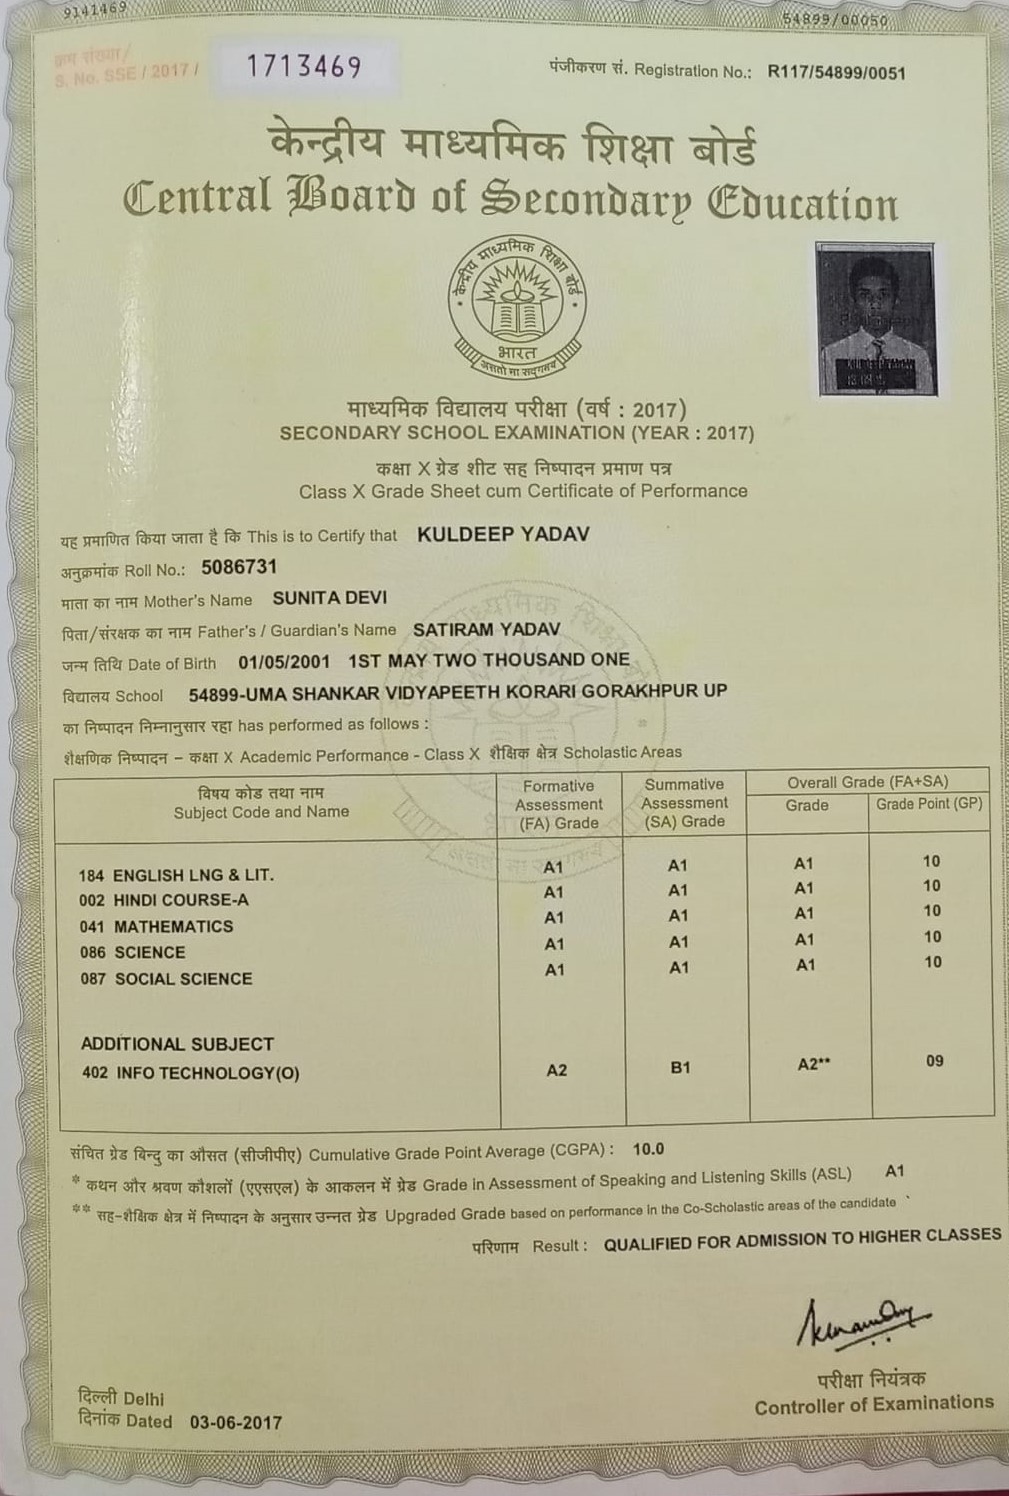 9141469
54899/00050
क्रम संख्या/
S. No. SSE / 2017 /
1713469
पंजीकरण सं. Registration No.: R117/54899/0051
केन्द्रीय माध्यमिक शिक्षा बोर्ड
Central Board of Secondary Education
केन्द्रीय माध्यमिक शिक्षा बोर्ड
भारत
असतो मा सद्गमय
माध्यमिक विद्यालय परीक्षा (वर्ष : 2017)
SECONDARY SCHOOL EXAMINATION (YEAR : 2017)
कक्षा X ग्रेड शीट सह निष्पादन प्रमाण पत्र
Class X Grade Sheet cum Certificate of Performance
यह प्रमाणित किया जाता है कि This is to Certify that KULDEEP YADAV
अनुक्रमांक Roll No.: 5086731
माता का नाम Mother's Name SUNITA DEVI
पिता/संरक्षक का नाम Father's / Guardian's Name SATIRAM YADAV
जन्म तिथि Date of Birth 01/05/2001 1ST MAY TWO THOUSAND ONE
विद्यालय School 54899-UMA SHANKAR VIDYAPEETH KORARI GORAKHPUR UP
का निष्पादन निम्नानुसार रहा has performed as follows :
शैक्षणिक निष्पादन – कक्षा X Academic Performance - Class X शैक्षिक क्षेत्र Scholastic Areas
विषय कोड तथा नाम
Subject Code and Name
Formative
Assessment
(FA) Grade
Summative
Assessment
(SA) Grade
Overall Grade (FA+SA)
Grade
Grade Point (GP)
184 ENGLISH LNG & LIT. A1 A1 A1 10
002 HINDI COURSE-A A1 A1 A1 10
041 MATHEMATICS A1 A1 A1 10
086 SCIENCE A1 A1 A1 10
087 SOCIAL SCIENCE A1 A1 A1 10
ADDITIONAL SUBJECT
402 INFO TECHNOLOGY(O) A2 B1 A2** 09
संचित ग्रेड बिन्दु का औसत (सीजीपीए) Cumulative Grade Point Average (CGPA) : 10.0
* कथन और श्रवण कौशलों (एएसएल) के आकलन में ग्रेड Grade in Assessment of Speaking and Listening Skills (ASL) A1
** सह-शैक्षिक क्षेत्र में निष्पादन के अनुसार उन्नत ग्रेड Upgraded Grade based on performance in the Co-Scholastic areas of the candidate
परिणाम Result : QUALIFIED FOR ADMISSION TO HIGHER CLASSES
परीक्षा नियंत्रक
Controller of Examinations
दिल्ली Delhi
दिनांक Dated 03-06-2017